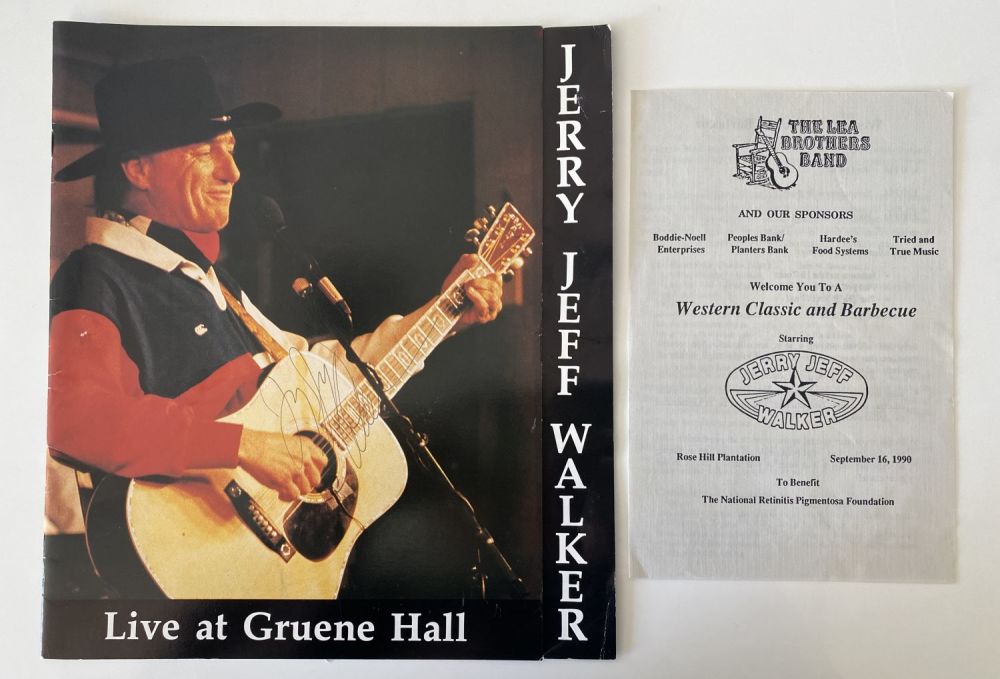 JERRY JEFF WALKER
Live at Gruene Hall
THE LEA
BROTHERS
BAND
AND OUR SPONSORS
Boddie-Noell
Enterprises
Peoples Bank/
Planters Bank
Hardee's
Food Systems
Tried and
True Music
Welcome You To A
Western Classic and Barbecue
Starring
JERRY JEFF
WALKER
Rose Hill Plantation
September 16, 1990
To Benefit
The National Retinitis Pigmentosa Foundation